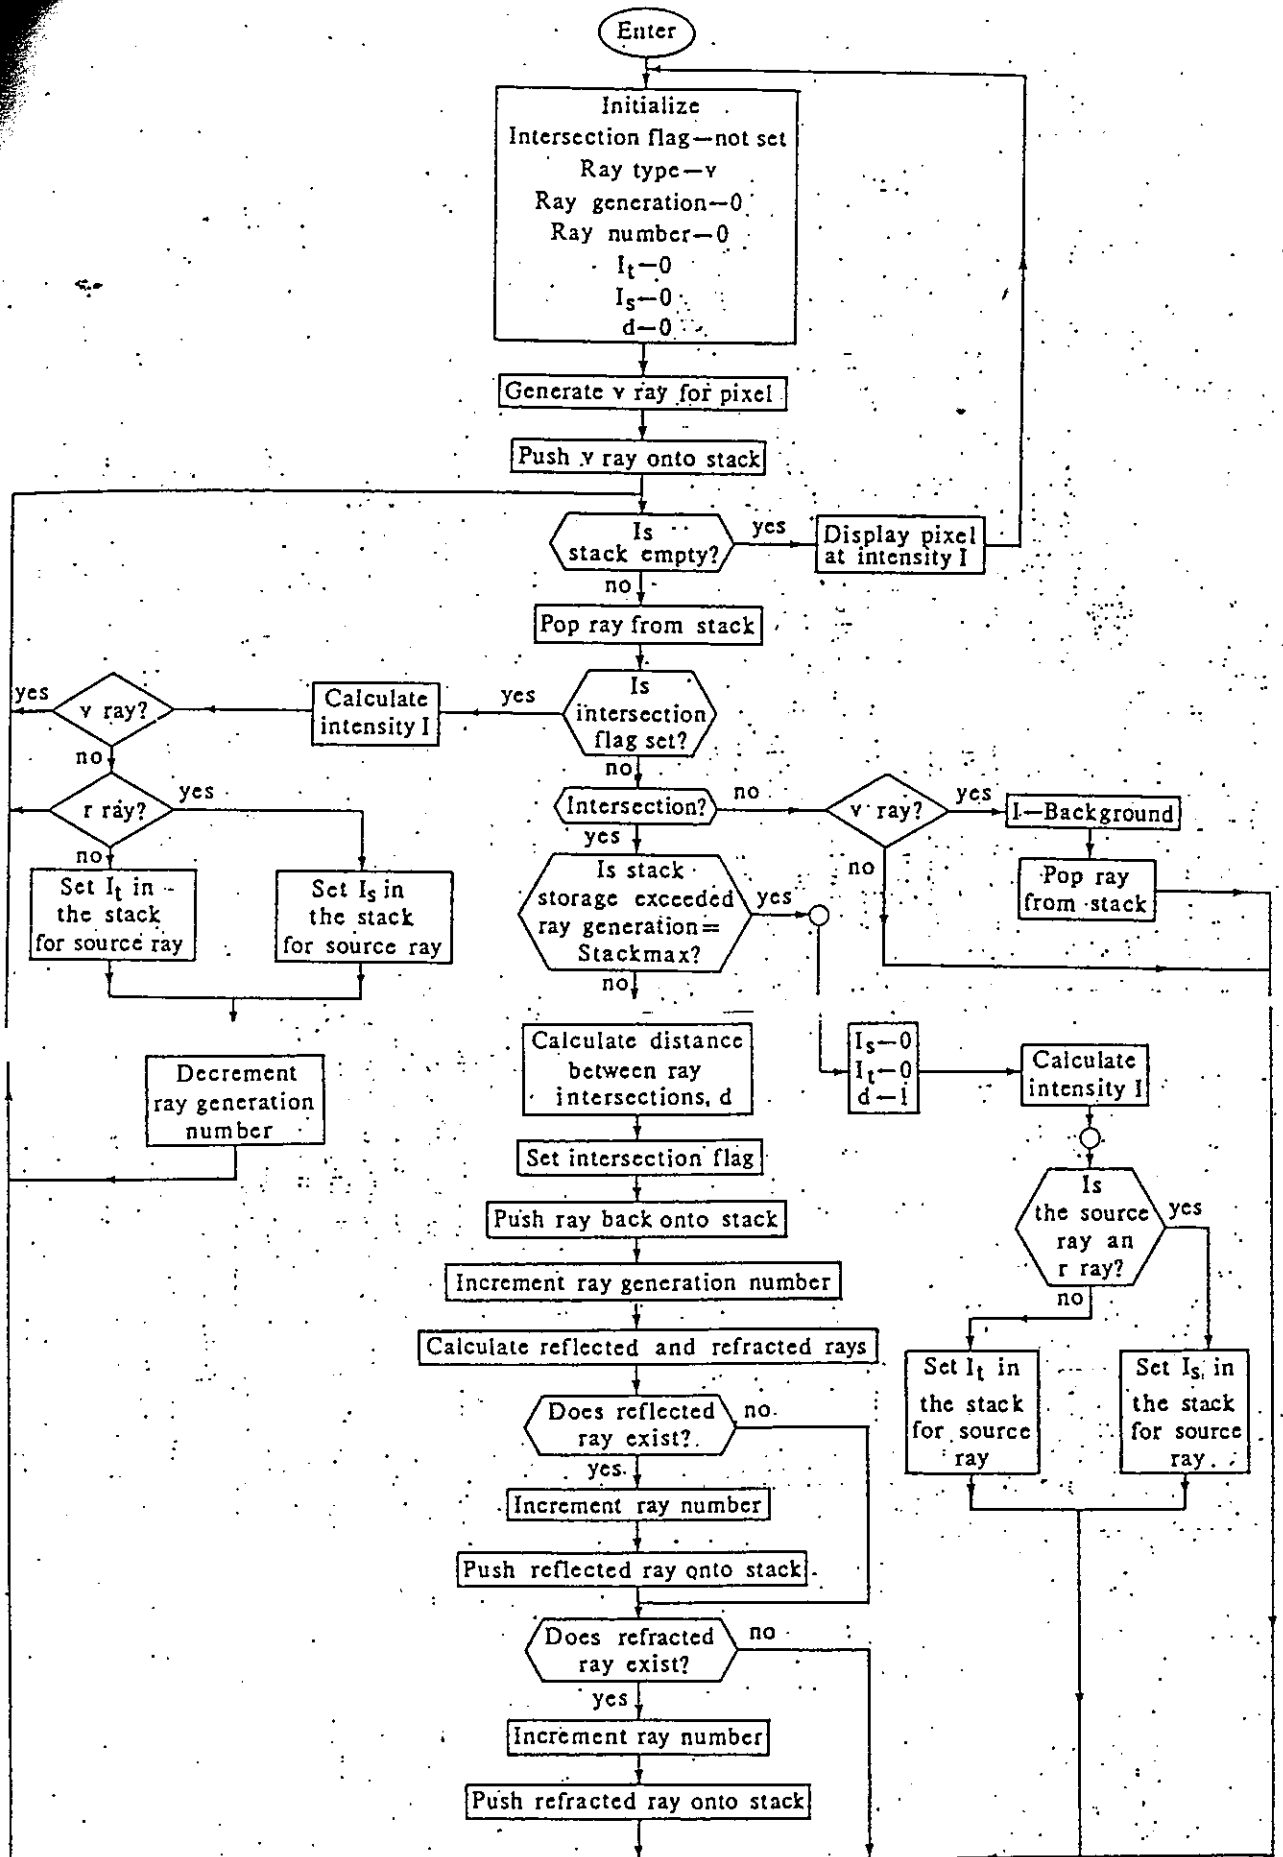 Enter
Initialize
Intersection flag—not set
Ray type—v
Ray generation—0
Ray number—0
It—0
Is—0
d—0
Generate v ray for pixel
Push v ray onto stack
Is
stack empty?
yes
Display pixel
at intensity I
no
Pop ray from stack
Is
intersection
flag set?
yes
Calculate
intensity I
v ray?
yes
no
r ray?
yes
no
Set It in
the stack
for source ray
Set Is in
the stack
for source ray
Decrement
ray generation
number
no
Intersection?
no
v ray?
yes
I—Background
Pop ray
from stack
no
yes
Is stack
storage exceeded
ray generation=
Stackmax?
yes
no
Is—0
It—0
d—1
Calculate
intensity I
Is
the source
ray an
r ray?
yes
no
Set It in
the stack
for source
ray
Set Is in
the stack
for source
ray
Calculate distance
between ray
intersections, d
Set intersection flag
Push ray back onto stack
Increment ray generation number
Calculate reflected and refracted rays
Does reflected
ray exist?
no
yes
Increment ray number
Push reflected ray onto stack
Does refracted
ray exist?
no
yes
Increment ray number
Push refracted ray onto stack